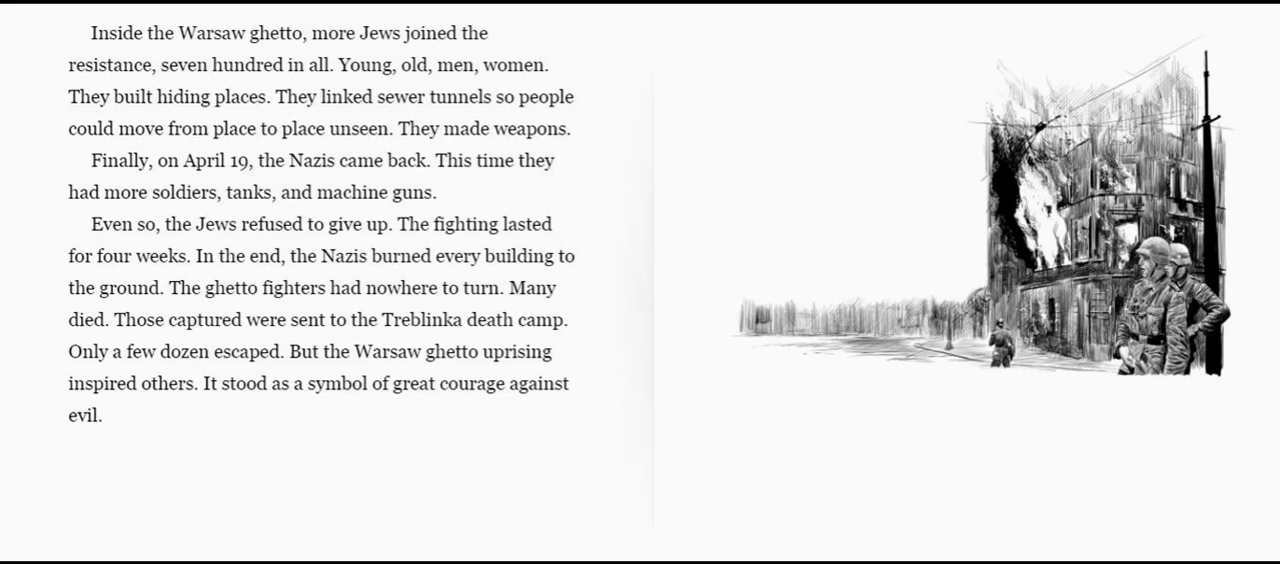 Inside the Warsaw ghetto, more Jews joined the
resistance, seven hundred in all. Young, old, men, women.
They built hiding places. They linked sewer tunnels so people
could move from place to place unseen. They made weapons.
Finally, on April 19, the Nazis came back. This time they
had more soldiers, tanks, and machine guns.
Even so, the Jews refused to give up. The fighting lasted
for four weeks. In the end, the Nazis burned every building to
the ground. The ghetto fighters had nowhere to turn. Many
died. Those captured were sent to the Treblinka death camp.
Only a few dozen escaped. But the Warsaw ghetto uprising
inspired others. It stood as a symbol of great courage against
evil.